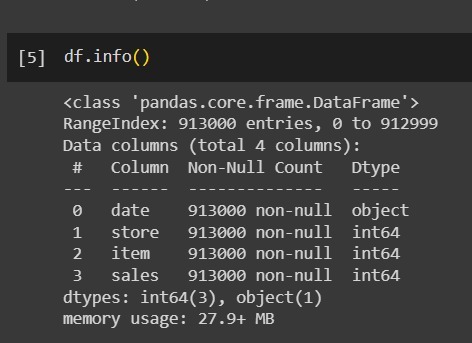 [5] df.info()
<class 'pandas.core.frame.DataFrame'>
RangeIndex: 913000 entries, 0 to 912999
Data columns (total 4 columns):
 #   Column  Non-Null Count   Dtype
---  ------  --------------   -----
 0   date    913000 non-null  object
 1   store   913000 non-null  int64
 2   item    913000 non-null  int64
 3   sales   913000 non-null  int64
dtypes: int64(3), object(1)
memory usage: 27.9+ MB